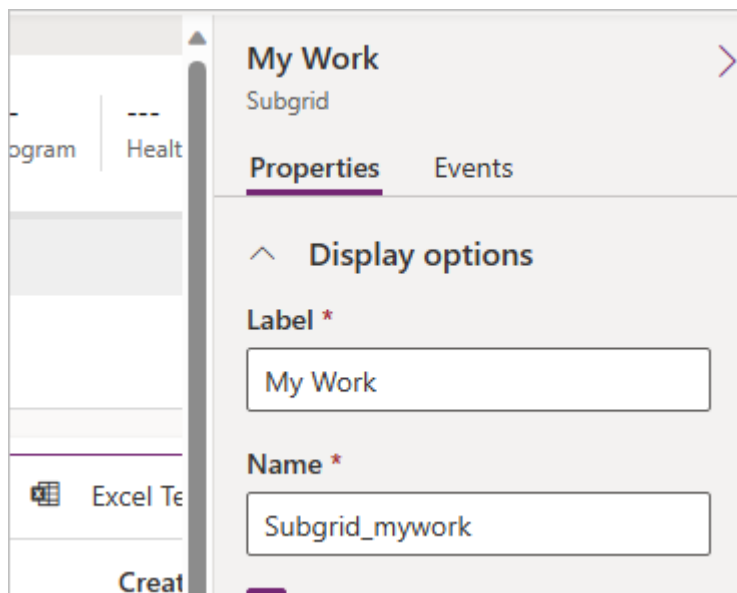 My Work
Subgrid
---
Healt
ogram
Properties
Events
Display options
Label *
My Work
Name *
Subgrid_mywork
Excel Te
Creat